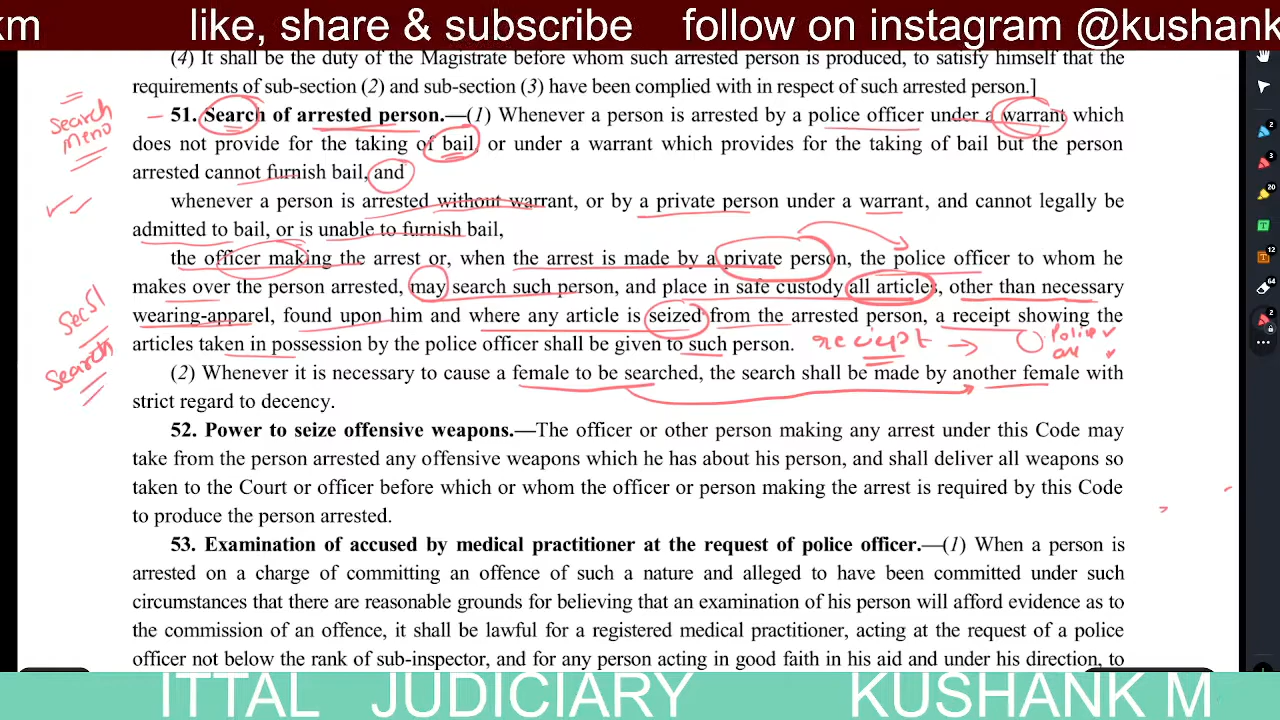 km like, share & subscribe follow on instagram @kushank
(4) It shall be the duty of the Magistrate before whom such arrested person is produced, to satisfy himself that the
requirements of sub-section (2) and sub-section (3) have been complied with in respect of such arrested person.]
Search
Memo
51. Search of arrested person.—(1) Whenever a person is arrested by a police officer under a warrant which
does not provide for the taking of bail, or under a warrant which provides for the taking of bail but the person
arrested cannot furnish bail, and
whenever a person is arrested without warrant, or by a private person under a warrant, and cannot legally be
admitted to bail, or is unable to furnish bail,
the officer making the arrest or, when the arrest is made by a private person, the police officer to whom he
makes over the person arrested, may search such person, and place in safe custody all articles, other than necessary
Sec 51
wearing-apparel, found upon him and where any article is seized from the arrested person, a receipt showing the
articles taken in possession by the police officer shall be given to such person. receipt → Police
Search
(2) Whenever it is necessary to cause a female to be searched, the search shall be made by another female with
strict regard to decency.
52. Power to seize offensive weapons.—The officer or other person making any arrest under this Code may
take from the person arrested any offensive weapons which he has about his person, and shall deliver all weapons so
taken to the Court or officer before which or whom the officer or person making the arrest is required by this Code
to produce the person arrested.
53. Examination of accused by medical practitioner at the request of police officer.—(1) When a person is
arrested on a charge of committing an offence of such a nature and alleged to have been committed under such
circumstances that there are reasonable grounds for believing that an examination of his person will afford evidence as to
the commission of an offence, it shall be lawful for a registered medical practitioner, acting at the request of a police
officer not below the rank of sub-inspector, and for any person acting in good faith in his aid and under his direction, to
ITTAL JUDICIARY KUSHANK M